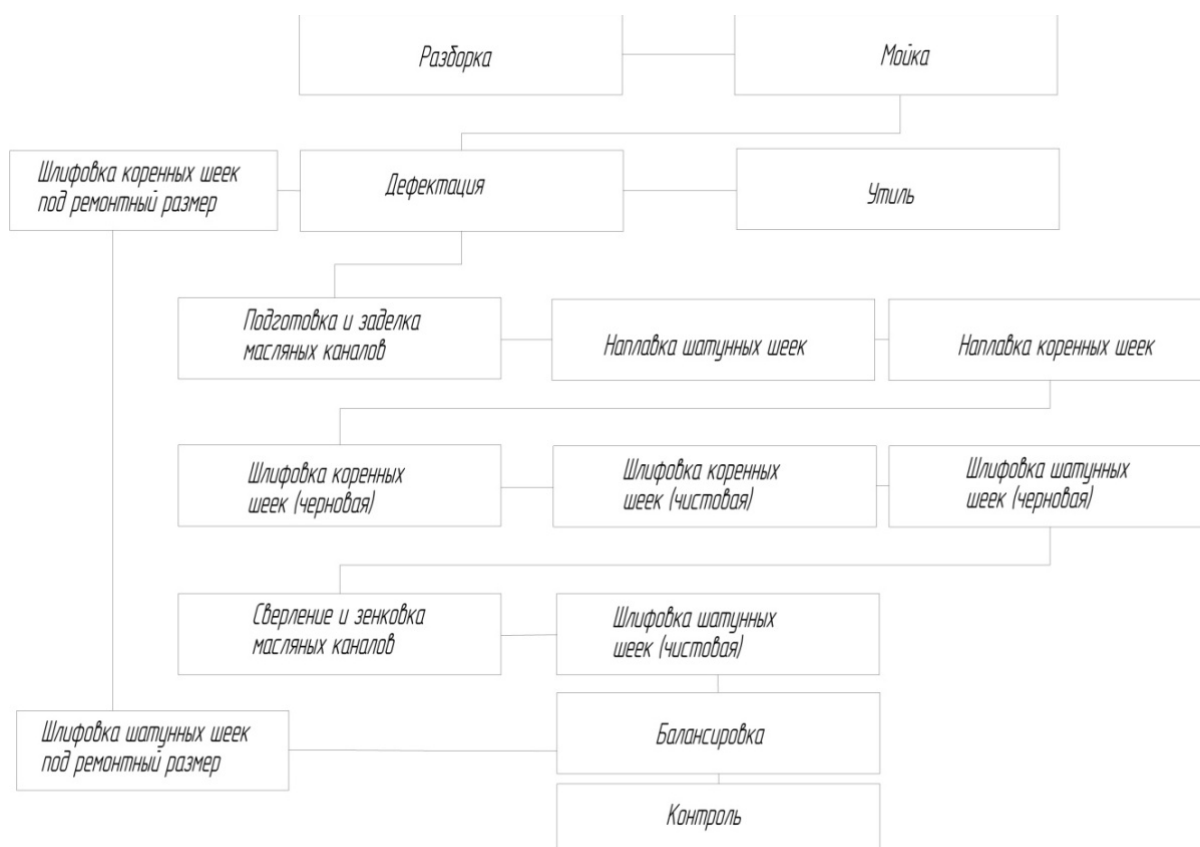 Разборка
Мойка
Шлифовка коренных шеек
под ремонтный размер
Дефектация
Утиль
Подготовка и заделка
масляных каналов
Наплавка шатунных шеек
Наплавка коренных шеек
Шлифовка коренных
шеек (черновая)
Шлифовка коренных
шеек (чистовая)
Шлифовка шатунных
шеек (черновая)
Сверление и зенковка
масляных каналов
Шлифовка шатунных
шеек (чистовая)
Шлифовка шатунных шеек
под ремонтный размер
Балансировка
Контроль